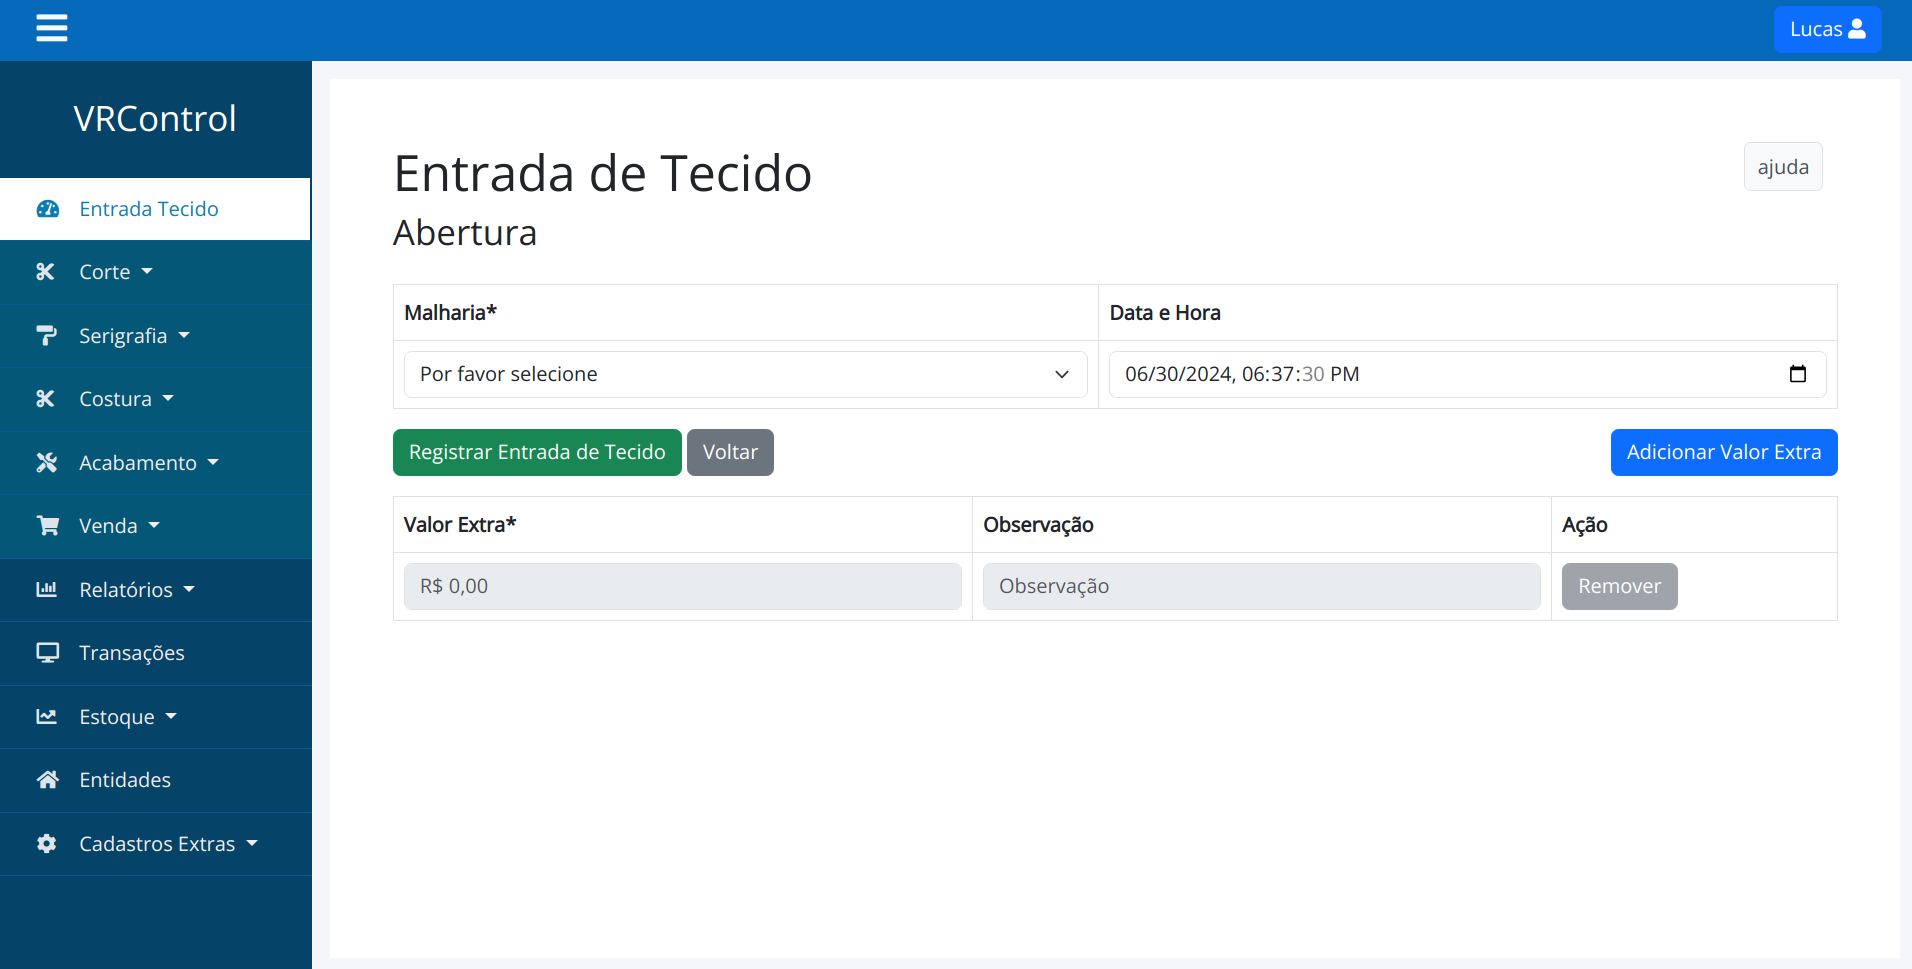 Lucas
VRControl
Entrada Tecido
Corte
Serigrafia
Costura
Acabamento
Venda
Relatórios
Transações
Estoque
Entidades
Cadastros Extras
Entrada de Tecido
ajuda
Abertura
Malharia* Data e Hora
Por favor selecione 06/30/2024, 06:37:30 PM
Registrar Entrada de Tecido Voltar Adicionar Valor Extra
Valor Extra* Observação Ação
R$ 0,00 Observação Remover